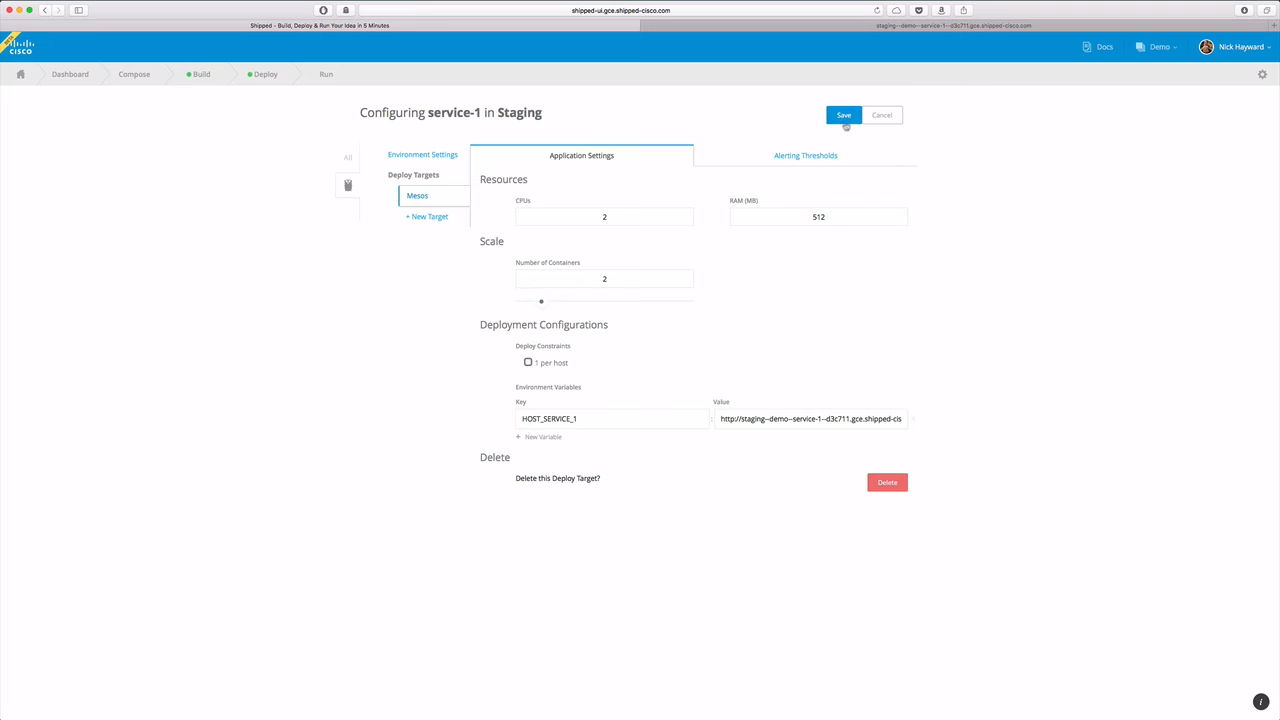 shipped-ui.gce.shipped-cisco.com
Shipped - Build, Deploy & Run Your Idea in 5 Minutes
staging--demo--service-1--d3c711.gce.shipped-cisco.com
CISCO
Docs
Demo
Nick Hayward
Dashboard
Compose
Build
Deploy
Run
Configuring service-1 in Staging
Save
Cancel
All
Environment Settings
Application Settings
Alerting Thresholds
Deploy Targets
Mesos
+ New Target
Resources
CPUs
RAM (MB)
2
512
Scale
Number of Containers
2
Deployment Configurations
Deploy Constraints
1 per host
Environment Variables
Key
Value
HOST_SERVICE_1
:
http://staging--demo--service-1--d3c711.gce.shipped-cis
+ New Variable
Delete
Delete this Deploy Target?
Delete
i